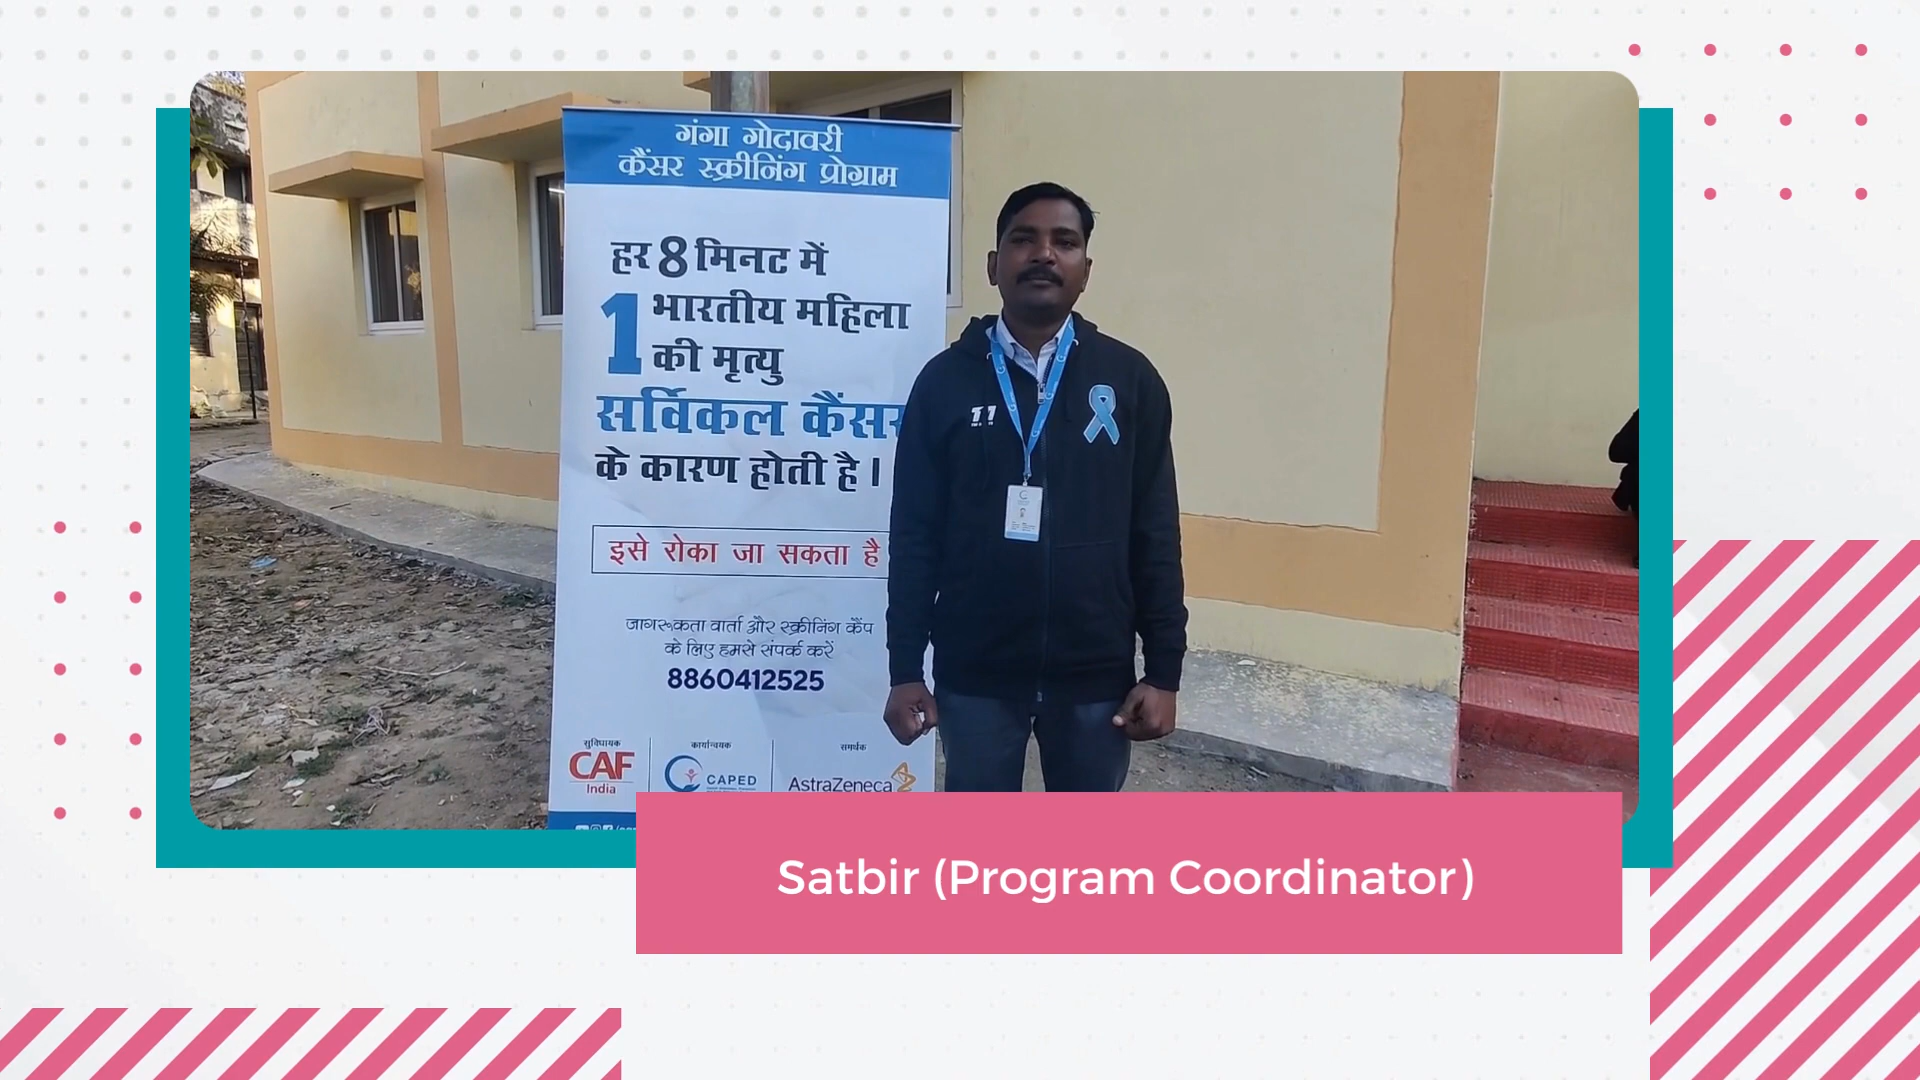 गंगा गोदावरी
कैंसर स्क्रीनिंग प्रोग्राम
हर 8 मिनट में
1 भारतीय महिला
की मृत्यु
सर्विकल कैंसर
के कारण होती है।
इसे रोका जा सकता है
जागरूकता वार्ता और स्क्रीनिंग कैंप
के लिए हमसे संपर्क करें
8860412525
सुविधायक
CAF
India
कार्यान्वयक
CAPED
समर्थक
AstraZeneca
Satbir (Program Coordinator)